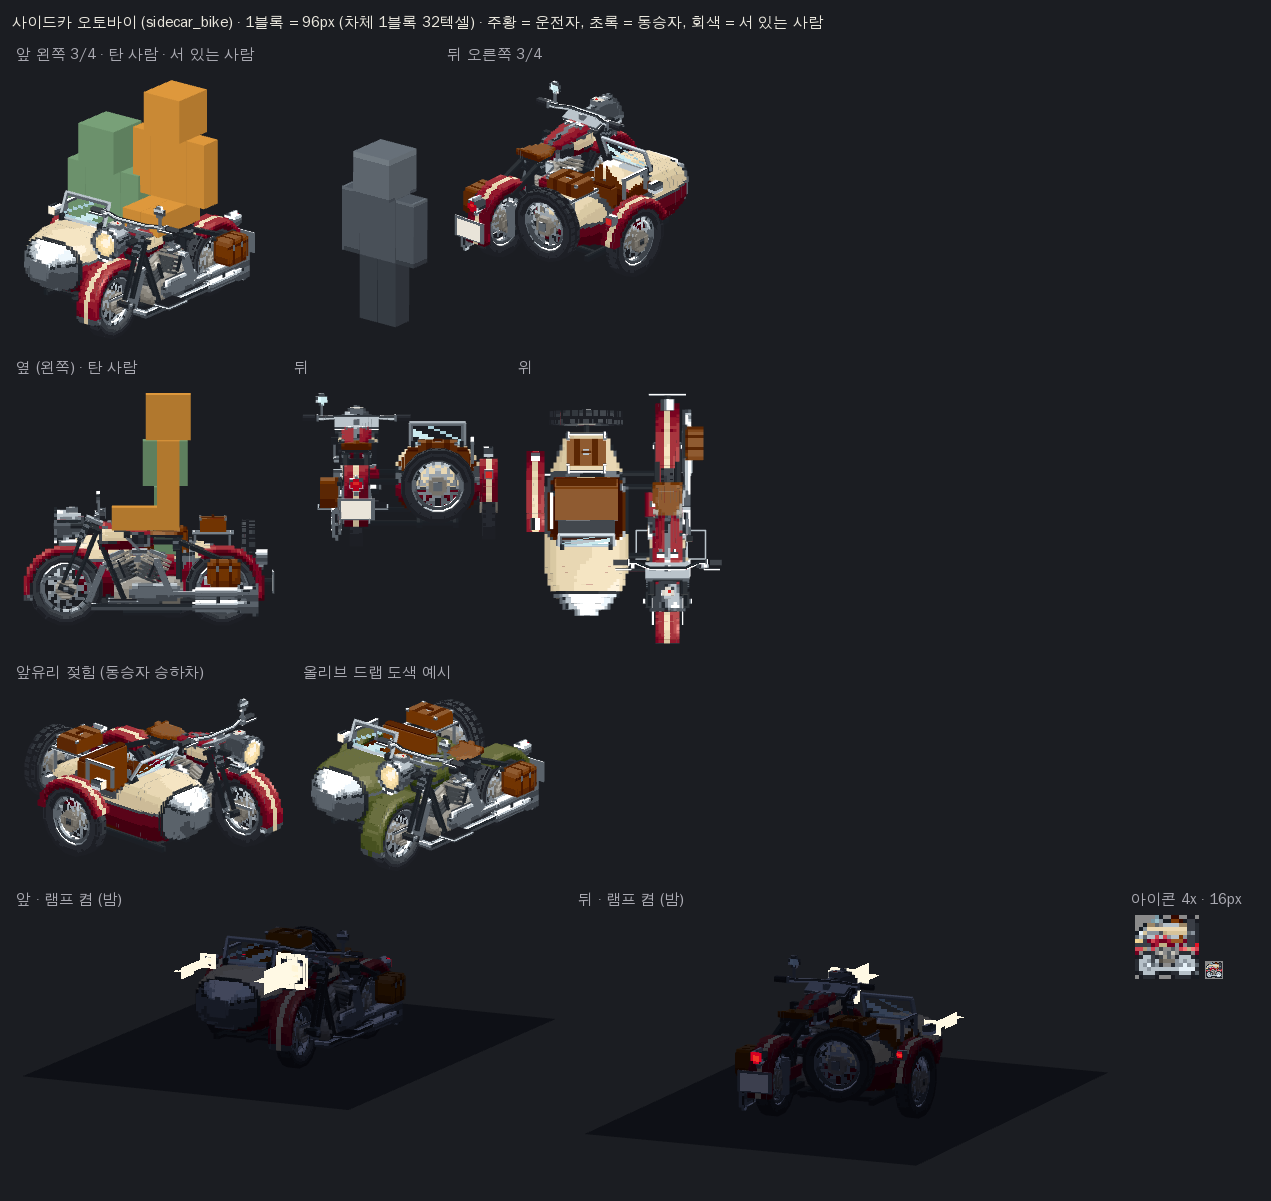 사이드카 오토바이 (sidecar_bike) · 1블록 = 96px (차체 1블록 32텍셀) · 주황 = 운전자, 초록 = 동승자, 회색 = 서 있는 사람
앞 왼쪽 3/4 · 탄 사람 · 서 있는 사람
뒤 오른쪽 3/4
옆 (왼쪽) · 탄 사람
뒤
위
앞유리 젖힘 (동승자 승하차)
올리브 드랩 도색 예시
앞 · 램프 켬 (밤)
뒤 · 램프 켬 (밤)
아이콘 4x · 16px